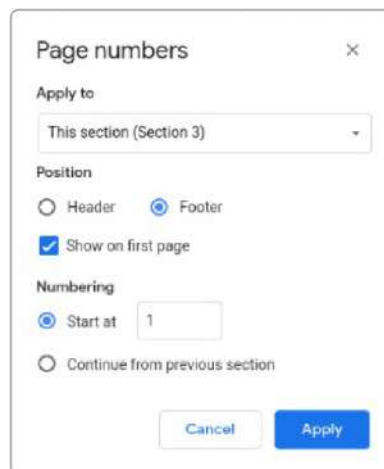 Page numbers
Apply to
This section (Section 3)
Position
Header Footer
Show on first page
Numbering
Start at 1
Continue from previous section
Cancel Apply